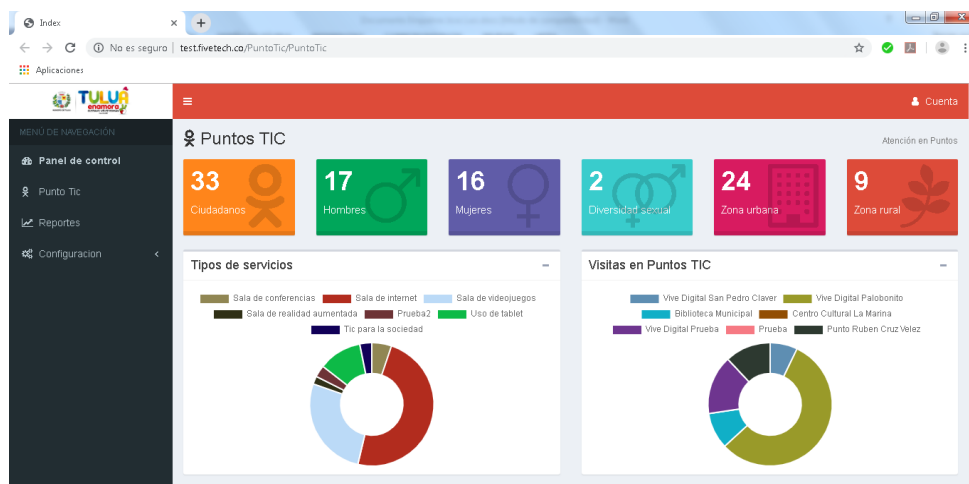 Index
No es seguro | test.fivetech.co/PuntoTic/PuntoTic
Aplicaciones
TULUÁ
enamora
Cuenta
MENÚ DE NAVEGACIÓN
Panel de control
Punto Tic
Reportes
Configuracion
Puntos TIC
Atención en Puntos
33
Ciudadanos
17
Hombres
16
Mujeres
2
Diversidad sexual
24
Zona urbana
9
Zona rural
Tipos de servicios
Sala de conferencias Sala de internet Sala de videojuegos
Sala de realidad aumentada Prueba2 Uso de tablet
Tic para la sociedad
Visitas en Puntos TIC
Vive Digital San Pedro Claver Vive Digital Palobonito
Biblioteca Municipal Centro Cultural La Marina
Vive Digital Prueba Prueba Punto Ruben Cruz Velez